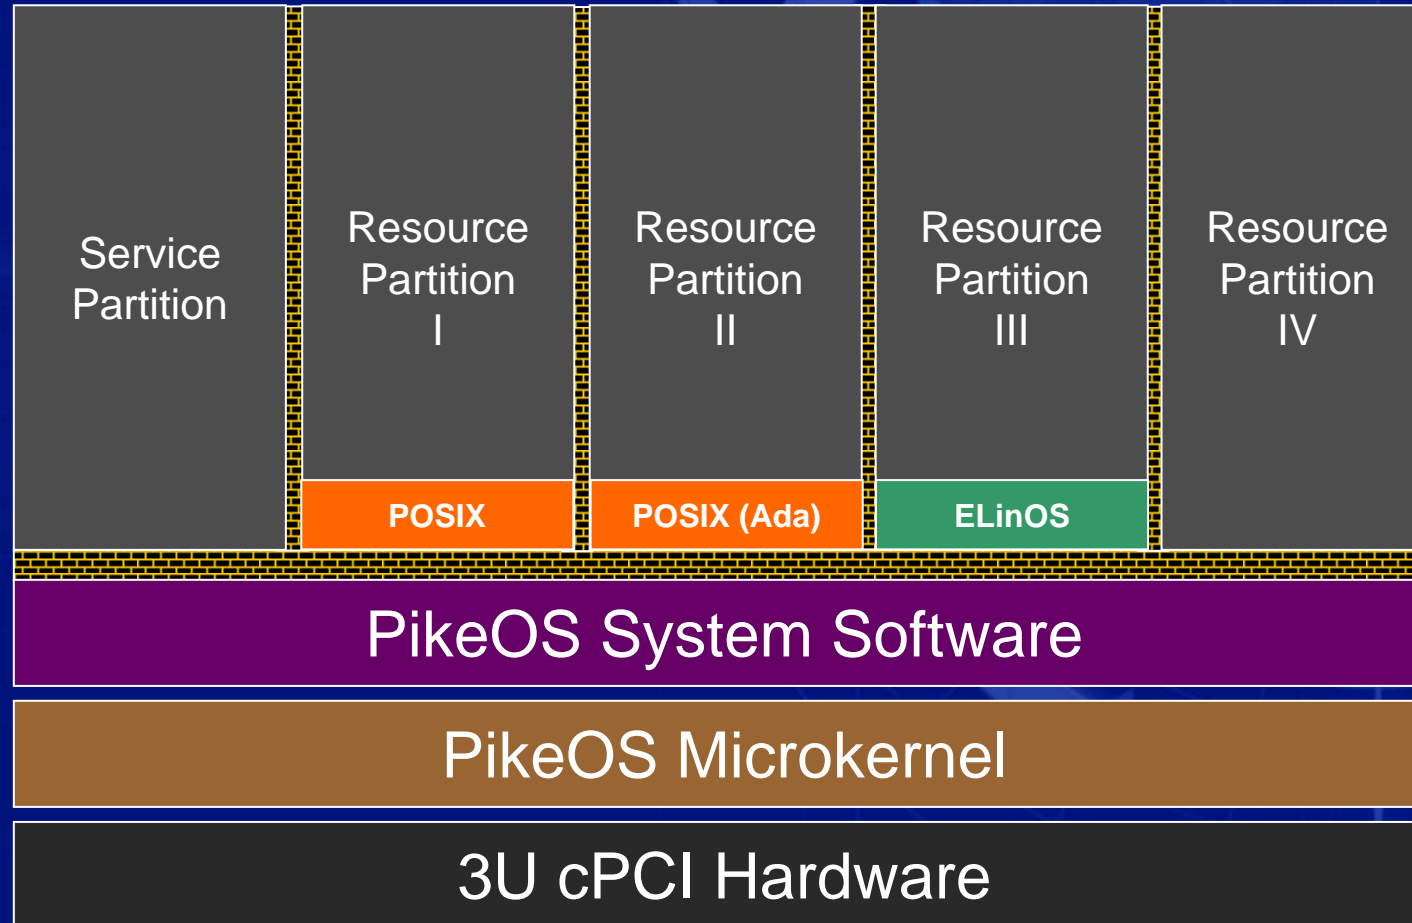 Service
Partition
Resource
Partition
I
Resource
Partition
II
Resource
Partition
III
Resource
Partition
IV
POSIX
POSIX (Ada)
ELinOS
PikeOS System Software
PikeOS Microkernel
3U cPCI Hardware